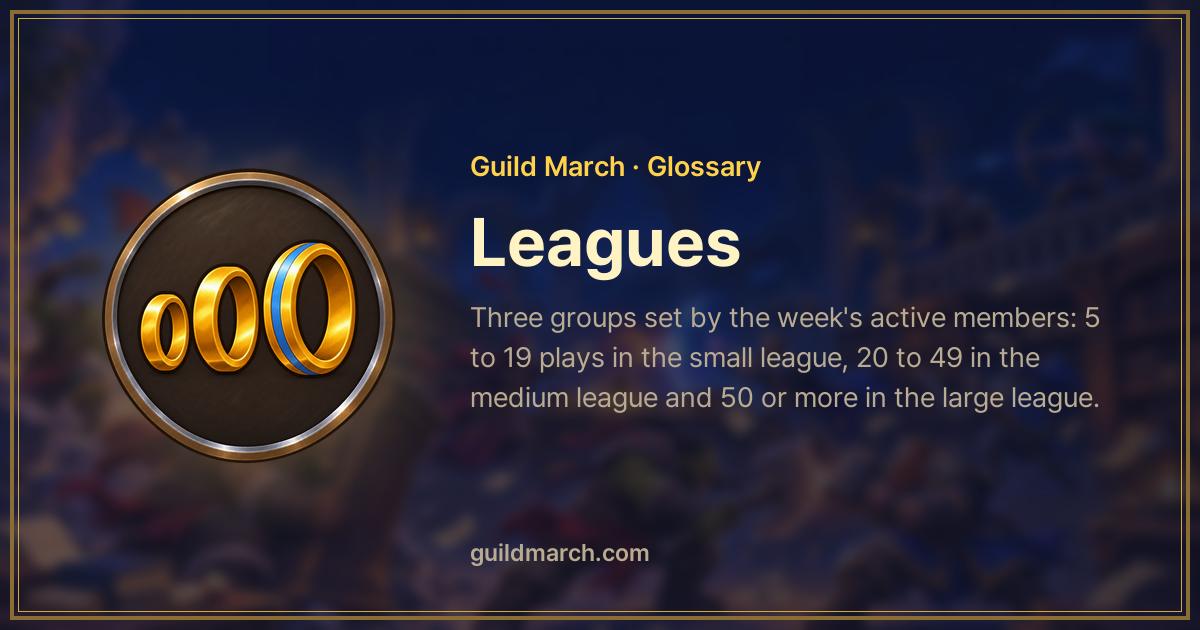 Guild March · Glossary
Leagues
Three groups set by the week's active members: 5
to 19 plays in the small league, 20 to 49 in the
medium league and 50 or more in the large league.
guildmarch.com